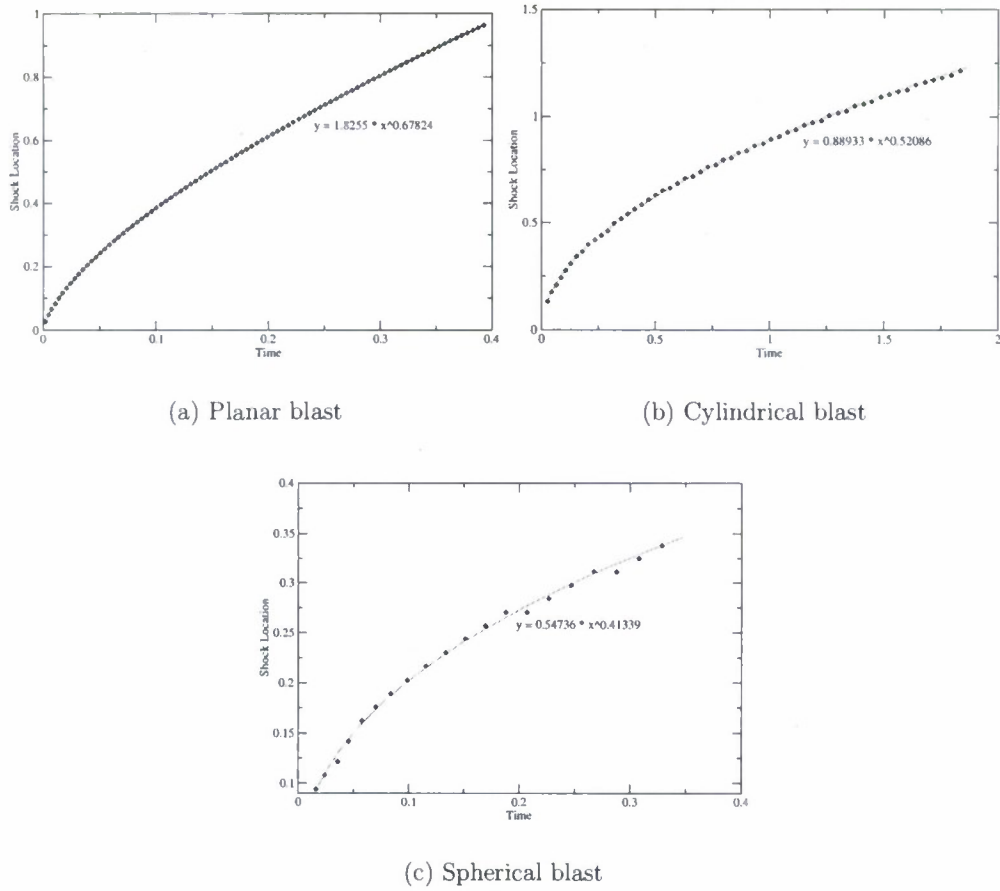 1
0.8
0.6
0.4
0.2
0
Shock Location
y = 1.8255 * x^0.67824
0
0.1
0.2
0.3
0.4
Time
(a) Planar blast
1.5
1
0.5
0
Shock Location
y = 0.88933 * x^0.52086
0
0.5
1
1.5
2
Time
(b) Cylindrical blast
0.4
0.35
0.3
0.25
0.2
0.15
0.1
Shock Location
y = 0.54736 * x^0.41339
0
0.1
0.2
0.3
0.4
Time
(c) Spherical blast